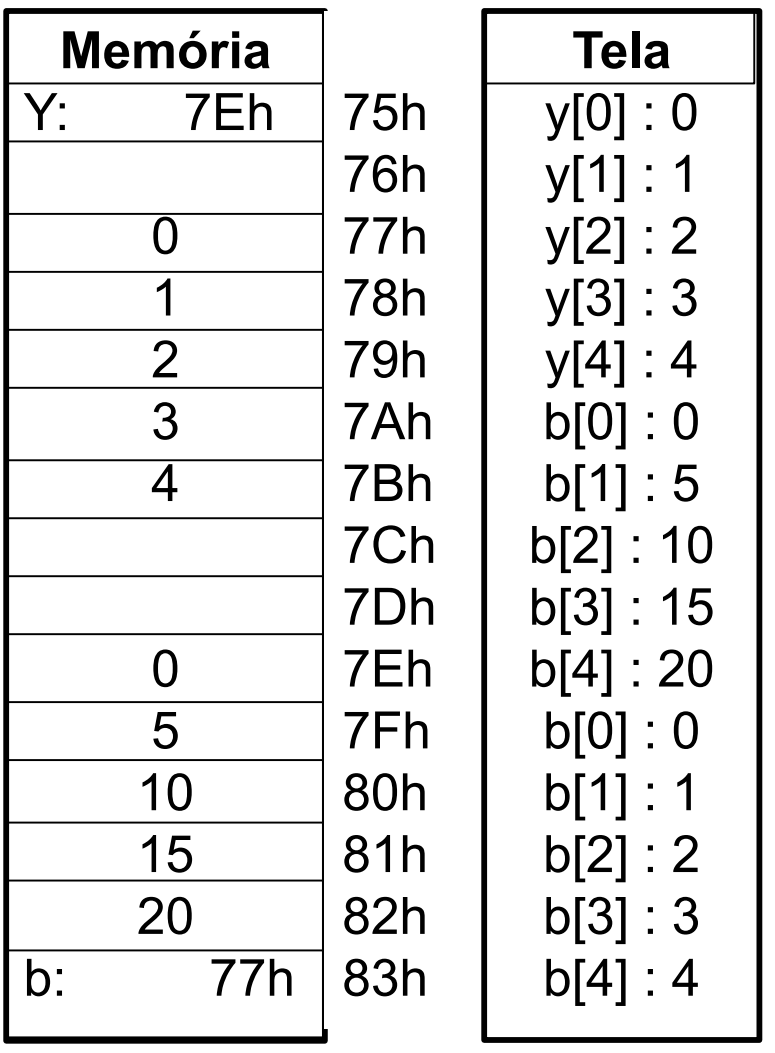 Memória Tela
Y: 7Eh 75h y[0] : 0
76h y[1] : 1
0 77h y[2] : 2
1 78h y[3] : 3
2 79h y[4] : 4
3 7Ah b[0] : 0
4 7Bh b[1] : 5
7Ch b[2] : 10
7Dh b[3] : 15
0 7Eh b[4] : 20
5 7Fh b[0] : 0
10 80h b[1] : 1
15 81h b[2] : 2
20 82h b[3] : 3
b: 77h 83h b[4] : 4